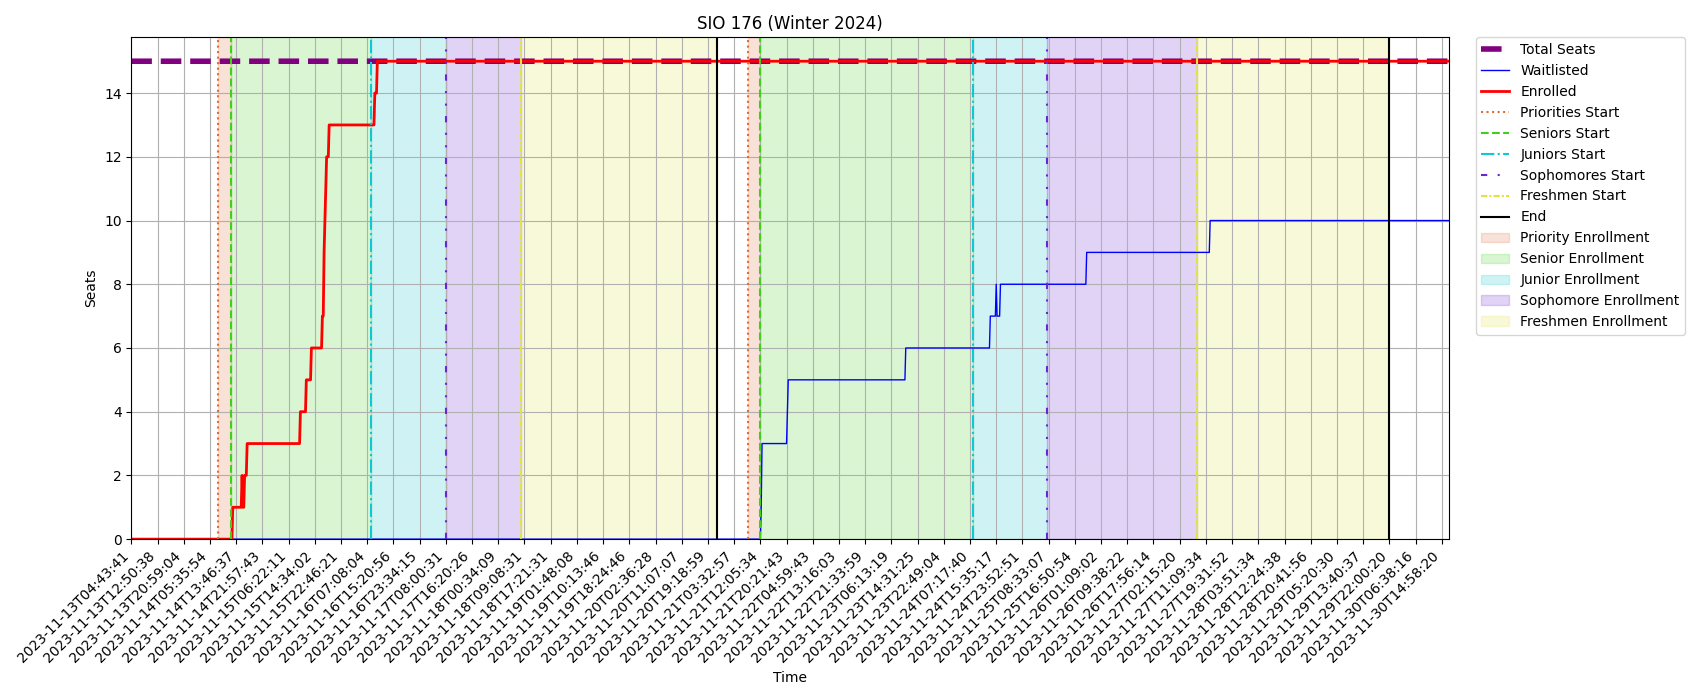 SIO 176 (Winter 2024)
Seats
14
12
10
8
6
4
2
0
2023-11-13T04:43:41
2023-11-13T12:50:38
2023-11-13T20:59:04
2023-11-14T05:35:54
2023-11-14T13:46:37
2023-11-14T21:57:43
2023-11-15T06:22:11
2023-11-15T14:34:02
2023-11-15T22:46:21
2023-11-16T07:08:04
2023-11-16T15:20:56
2023-11-16T23:34:15
2023-11-17T08:00:31
2023-11-17T16:20:26
2023-11-18T00:34:09
2023-11-18T09:08:31
2023-11-18T17:21:31
2023-11-19T01:48:08
2023-11-19T10:13:46
2023-11-19T18:24:46
2023-11-20T02:36:28
2023-11-20T11:07:07
2023-11-20T19:18:59
2023-11-21T03:32:57
2023-11-21T12:05:34
2023-11-21T20:21:43
2023-11-22T04:59:43
2023-11-22T13:16:03
2023-11-22T21:33:59
2023-11-23T06:13:19
2023-11-23T14:31:25
2023-11-23T22:49:04
2023-11-24T07:17:40
2023-11-24T15:35:17
2023-11-24T23:52:51
2023-11-25T08:33:07
2023-11-25T16:50:54
2023-11-26T01:09:02
2023-11-26T09:38:22
2023-11-26T17:56:14
2023-11-27T02:15:20
2023-11-27T11:09:34
2023-11-27T19:31:52
2023-11-28T03:51:34
2023-11-28T12:24:38
2023-11-28T20:41:56
2023-11-29T05:20:30
2023-11-29T13:40:37
2023-11-29T22:00:20
2023-11-30T06:38:16
2023-11-30T14:58:20
Time
Total Seats
Waitlisted
Enrolled
Priorities Start
Seniors Start
Juniors Start
Sophomores Start
Freshmen Start
End
Priority Enrollment
Senior Enrollment
Junior Enrollment
Sophomore Enrollment
Freshmen Enrollment